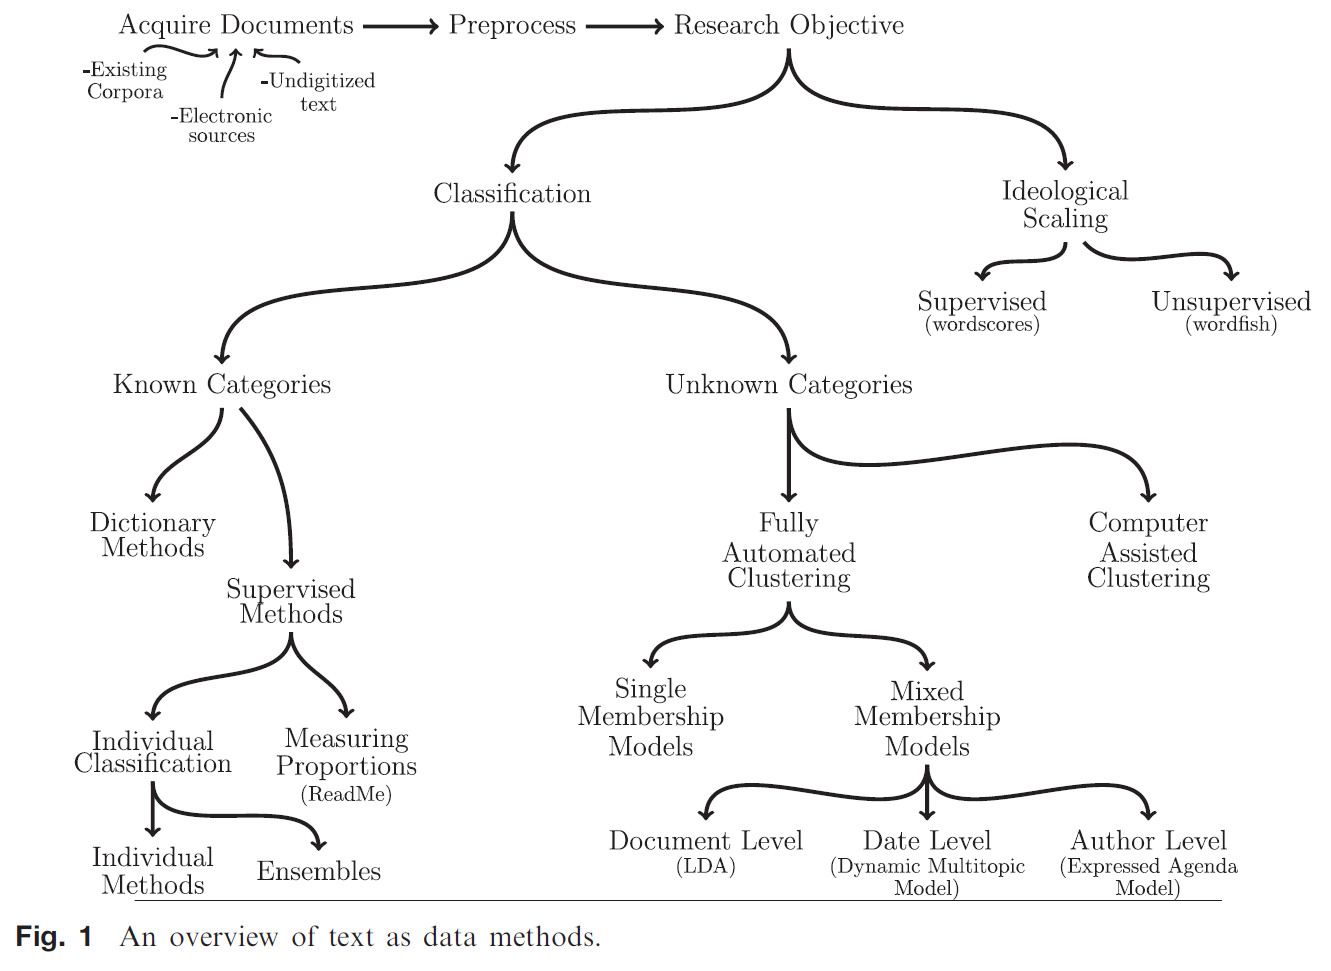 Acquire Documents
Preprocess
Research Objective
-Existing
Corpora
-Electronic
sources
-Undigitized
text
Classification
Ideological
Scaling
Supervised
(wordscores)
Unsupervised
(wordfish)
Known Categories
Unknown Categories
Dictionary
Methods
Supervised
Methods
Fully
Automated
Clustering
Computer
Assisted
Clustering
Individual
Classification
Measuring
Proportions
(ReadMe)
Single
Membership
Models
Mixed
Membership
Models
Individual
Methods
Ensembles
Document Level
(LDA)
Date Level
(Dynamic Multitopic
Model)
Author Level
(Expressed Agenda
Model)
Fig. 1 An overview of text as data methods.